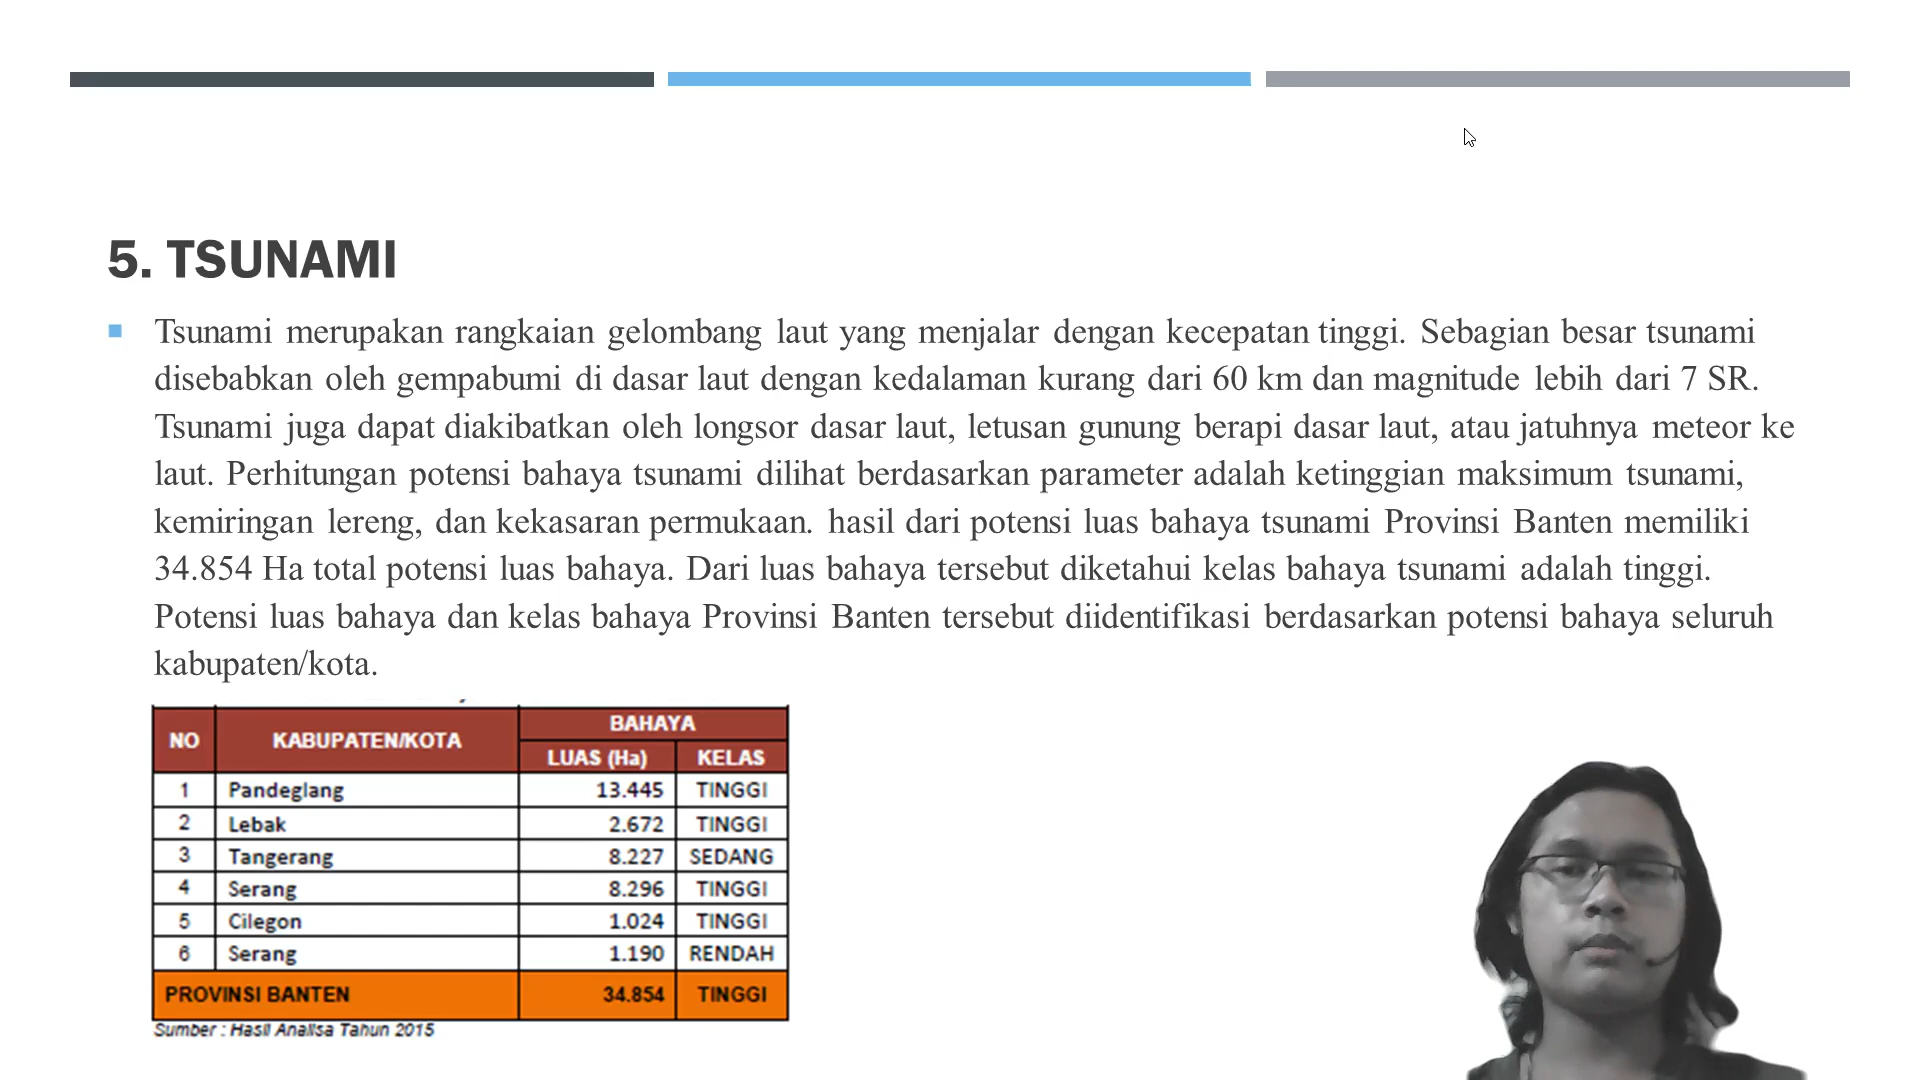 5. TSUNAMI
Tsunami merupakan rangkaian gelombang laut yang menjalar dengan kecepatan tinggi. Sebagian besar tsunami
disebabkan oleh gempabumi di dasar laut dengan kedalaman kurang dari 60 km dan magnitude lebih dari 7 SR.
Tsunami juga dapat diakibatkan oleh longsor dasar laut, letusan gunung berapi dasar laut, atau jatuhnya meteor ke
laut. Perhitungan potensi bahaya tsunami dilihat berdasarkan parameter adalah ketinggian maksimum tsunami,
kemiringan lereng, dan kekasaran permukaan. hasil dari potensi luas bahaya tsunami Provinsi Banten memiliki
34.854 Ha total potensi luas bahaya. Dari luas bahaya tersebut diketahui kelas bahaya tsunami adalah tinggi.
Potensi luas bahaya dan kelas bahaya Provinsi Banten tersebut diidentifikasi berdasarkan potensi bahaya seluruh
kabupaten/kota.
NO KABUPATEN/KOTA BAHAYA
LUAS (Ha) KELAS
1 Pandeglang 13.445 TINGGI
2 Lebak 2.672 TINGGI
3 Tangerang 8.227 SEDANG
4 Serang 8.296 TINGGI
5 Cilegon 1.024 TINGGI
6 Serang 1.190 RENDAH
PROVINSI BANTEN 34.854 TINGGI
Sumber : Hasil Analisa Tahun 2015